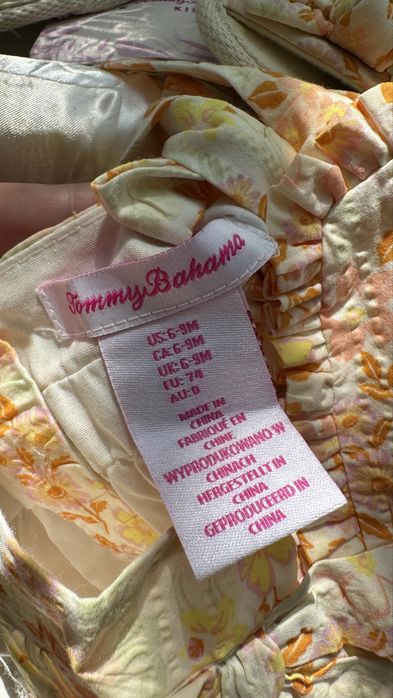 Tommy Bahama
US:6-9M
CA:6-9M
UK:6-9M
EU: 74
AU:0
MADE IN
CHINA
FABRIQUÉ EN
CHINE
WYPRODUKOWANO W
CHINACH
HERGESTELLT IN
CHINA
GEPRODUCEERD IN
CHINA